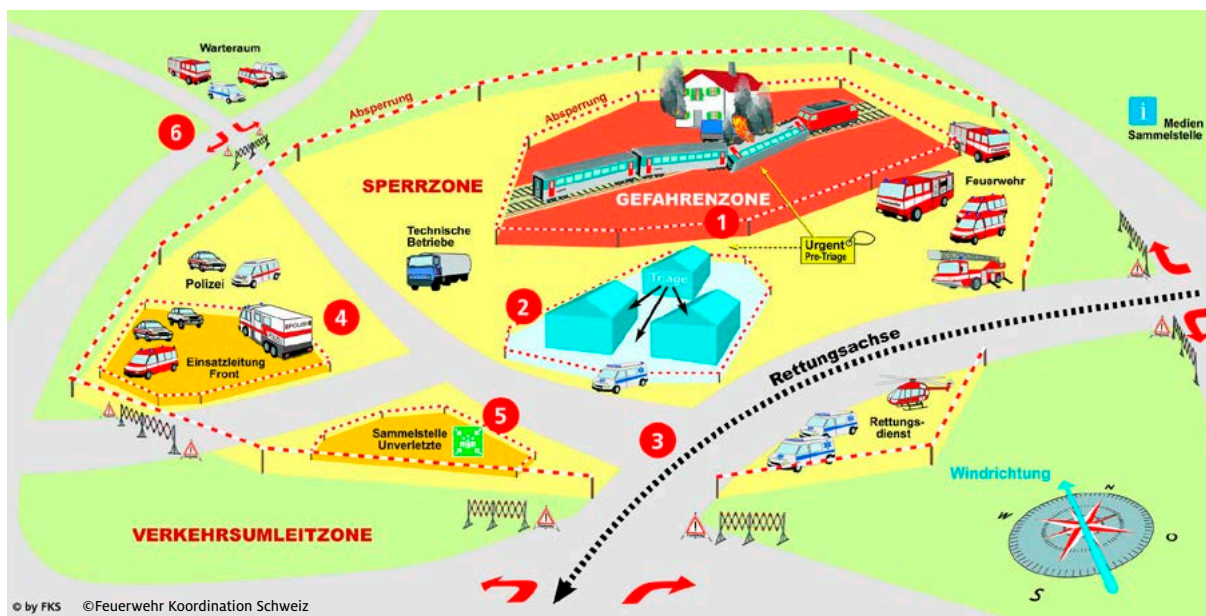 Warteraum
6
Absperrung
Absperrung
i
Medien
Sammelstelle
SPERRZONE
GEFAHRENZONE
1
Feuerwehr
Technische
Betriebe
Urgent
Pre-Triage
Polizei
2
Triage
4
POLIZEI
Einsatzleitung
Front
Rettungsachse
5
Sammelstelle
Unverletzte
3
Rettungs-
dienst
Windrichtung
N
W
O
S
VERKEHRSUMLEITZONE
© by FKS
©Feuerwehr Koordination Schweiz